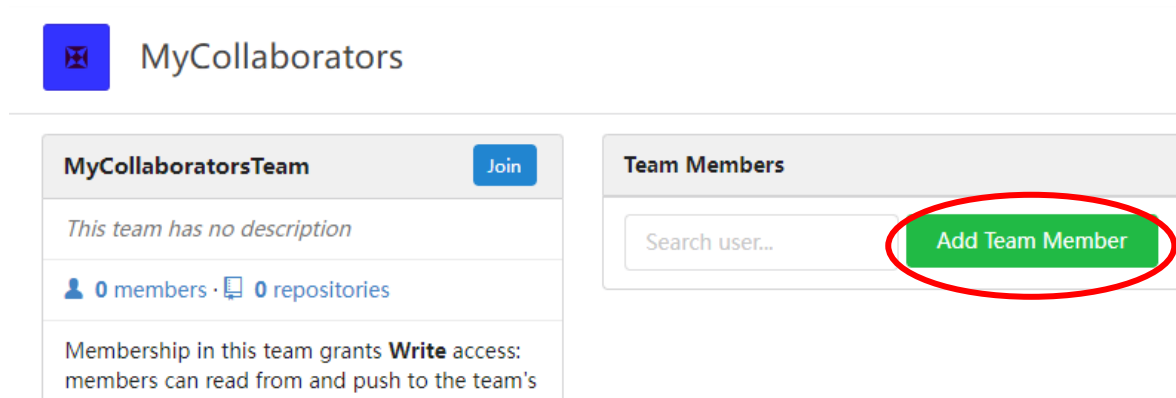 MyCollaborators
MyCollaboratorsTeam
Join
This team has no description
0 members · 0 repositories
Membership in this team grants Write access:
members can read from and push to the team's
Team Members
Search user...
Add Team Member